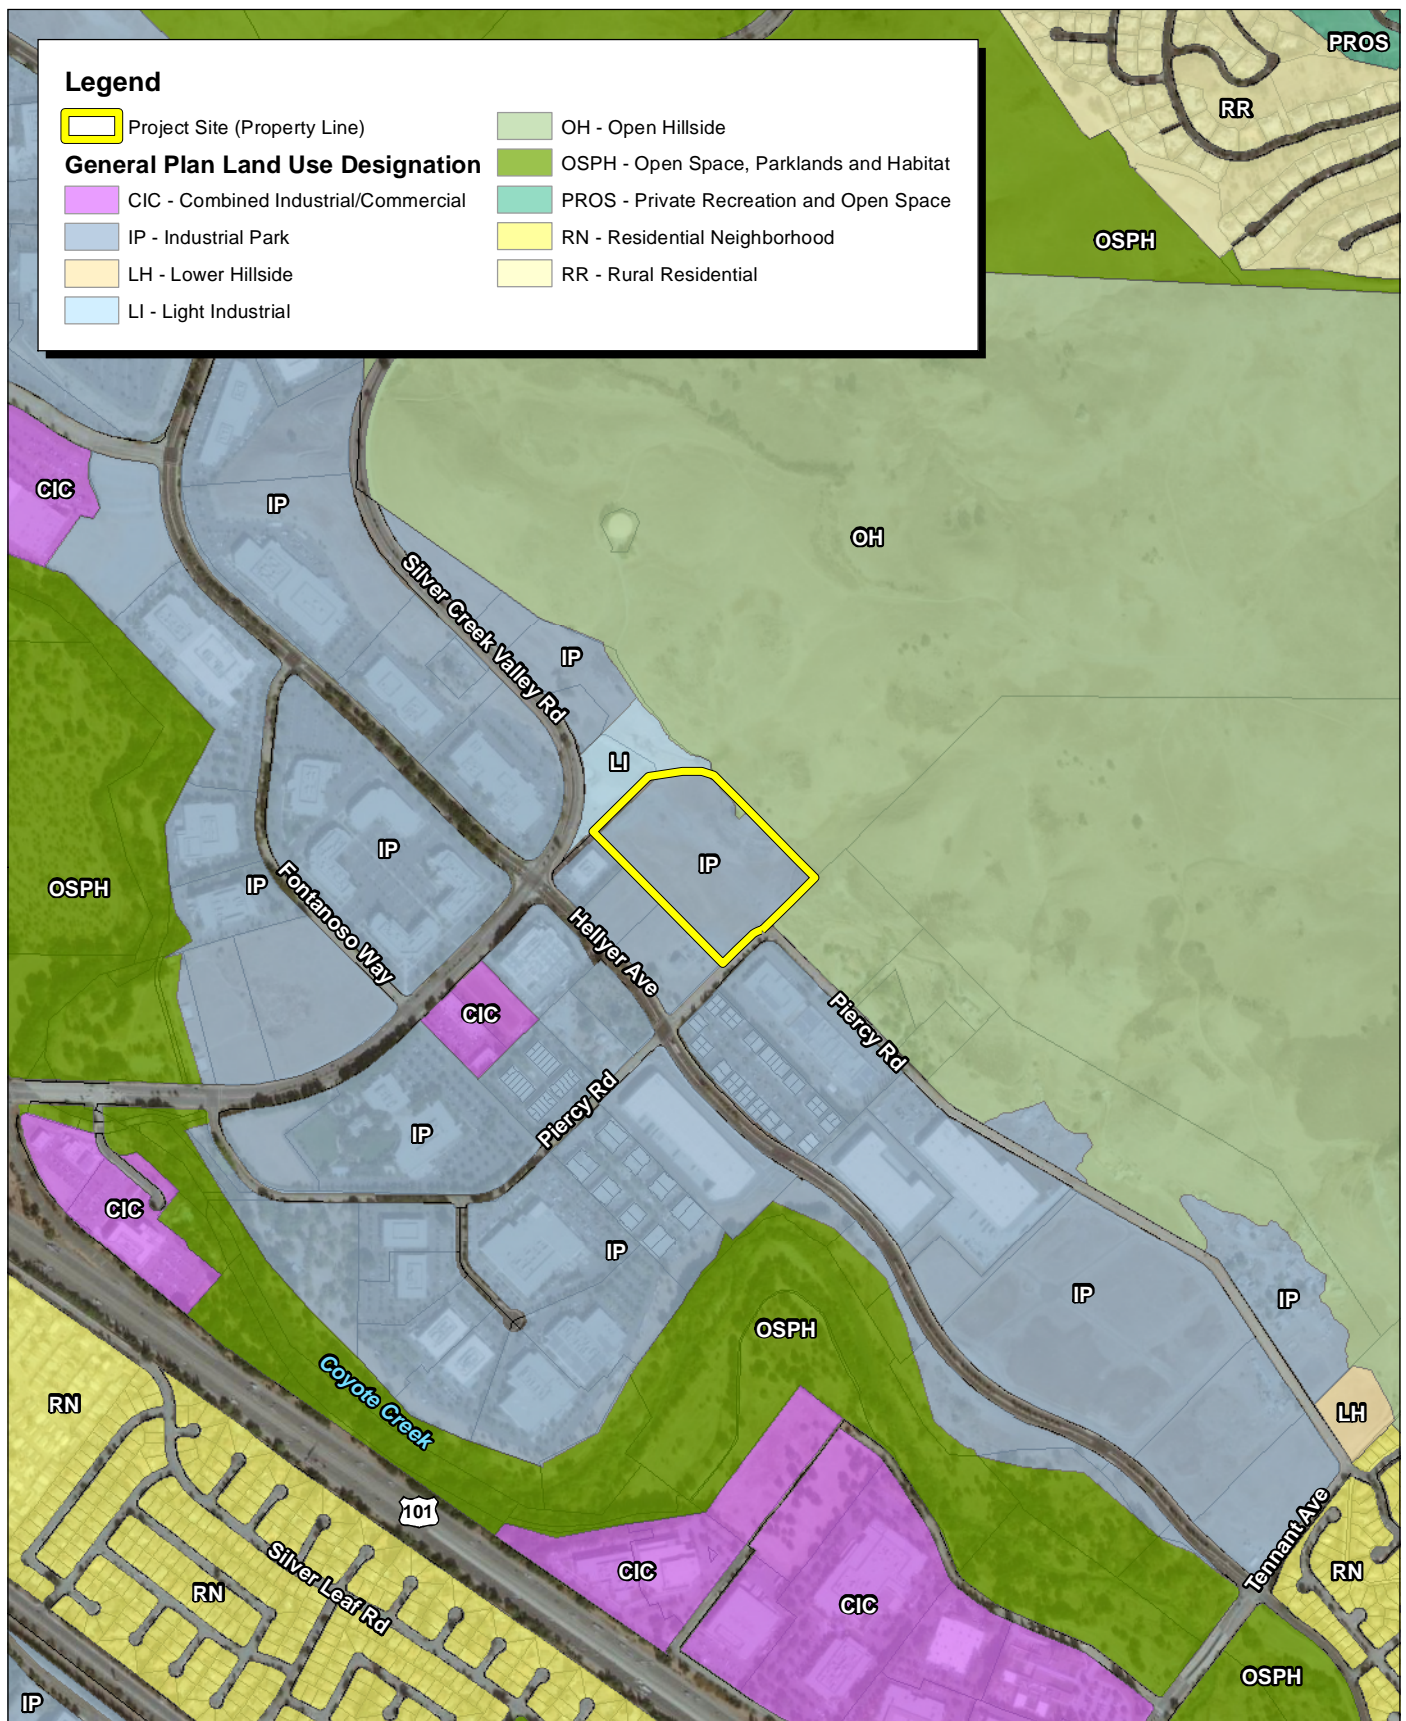 Legend
Project Site (Property Line)
General Plan Land Use Designation
CIC - Combined Industrial/Commercial
IP - Industrial Park
LH - Lower Hillside
LI - Light Industrial
OH - Open Hillside
OSPH - Open Space, Parklands and Habitat
PROS - Private Recreation and Open Space
RN - Residential Neighborhood
RR - Rural Residential
PROS
RR
OSPH
CIC
IP
OH
Silver Creek Valley Rd
IP
LI
IP
IP
OSPH
IP
Fontanoso Way
Hellyer Ave
CIC
Piercy Rd
Piercy Rd
IP
CIC
IP
IP
IP
OSPH
Coyote Creek
RN
LH
101
Tennant Ave
CIC
RN
Silver Leaf Rd
RN
CIC
OSPH
IP